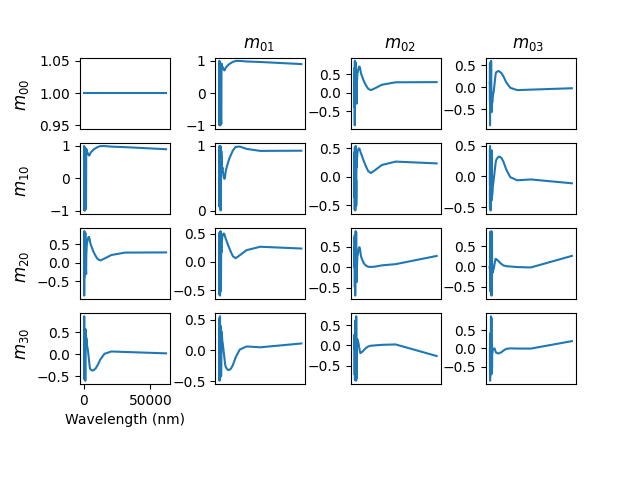 m₀₁ m₀₂ m₀₃
m₀₀ 1.05 1.00 0.95 1 0 −1 0.5 0.0 −0.5 0.5 0.0 −0.5
m₁₀ 1 0 −1 1 0 0.5 0.0 −0.5 0.5 0.0 −0.5
m₂₀ 0.5 0.0 −0.5 0.5 0.0 −0.5 0.5 0.0 −0.5 0.5 0.0 −0.5
m₃₀ 0.5 0.0 −0.5 0.5 0.0 −0.5 0.5 0.0 −0.5 0.5 0.0 −0.5
0 50000
Wavelength (nm)